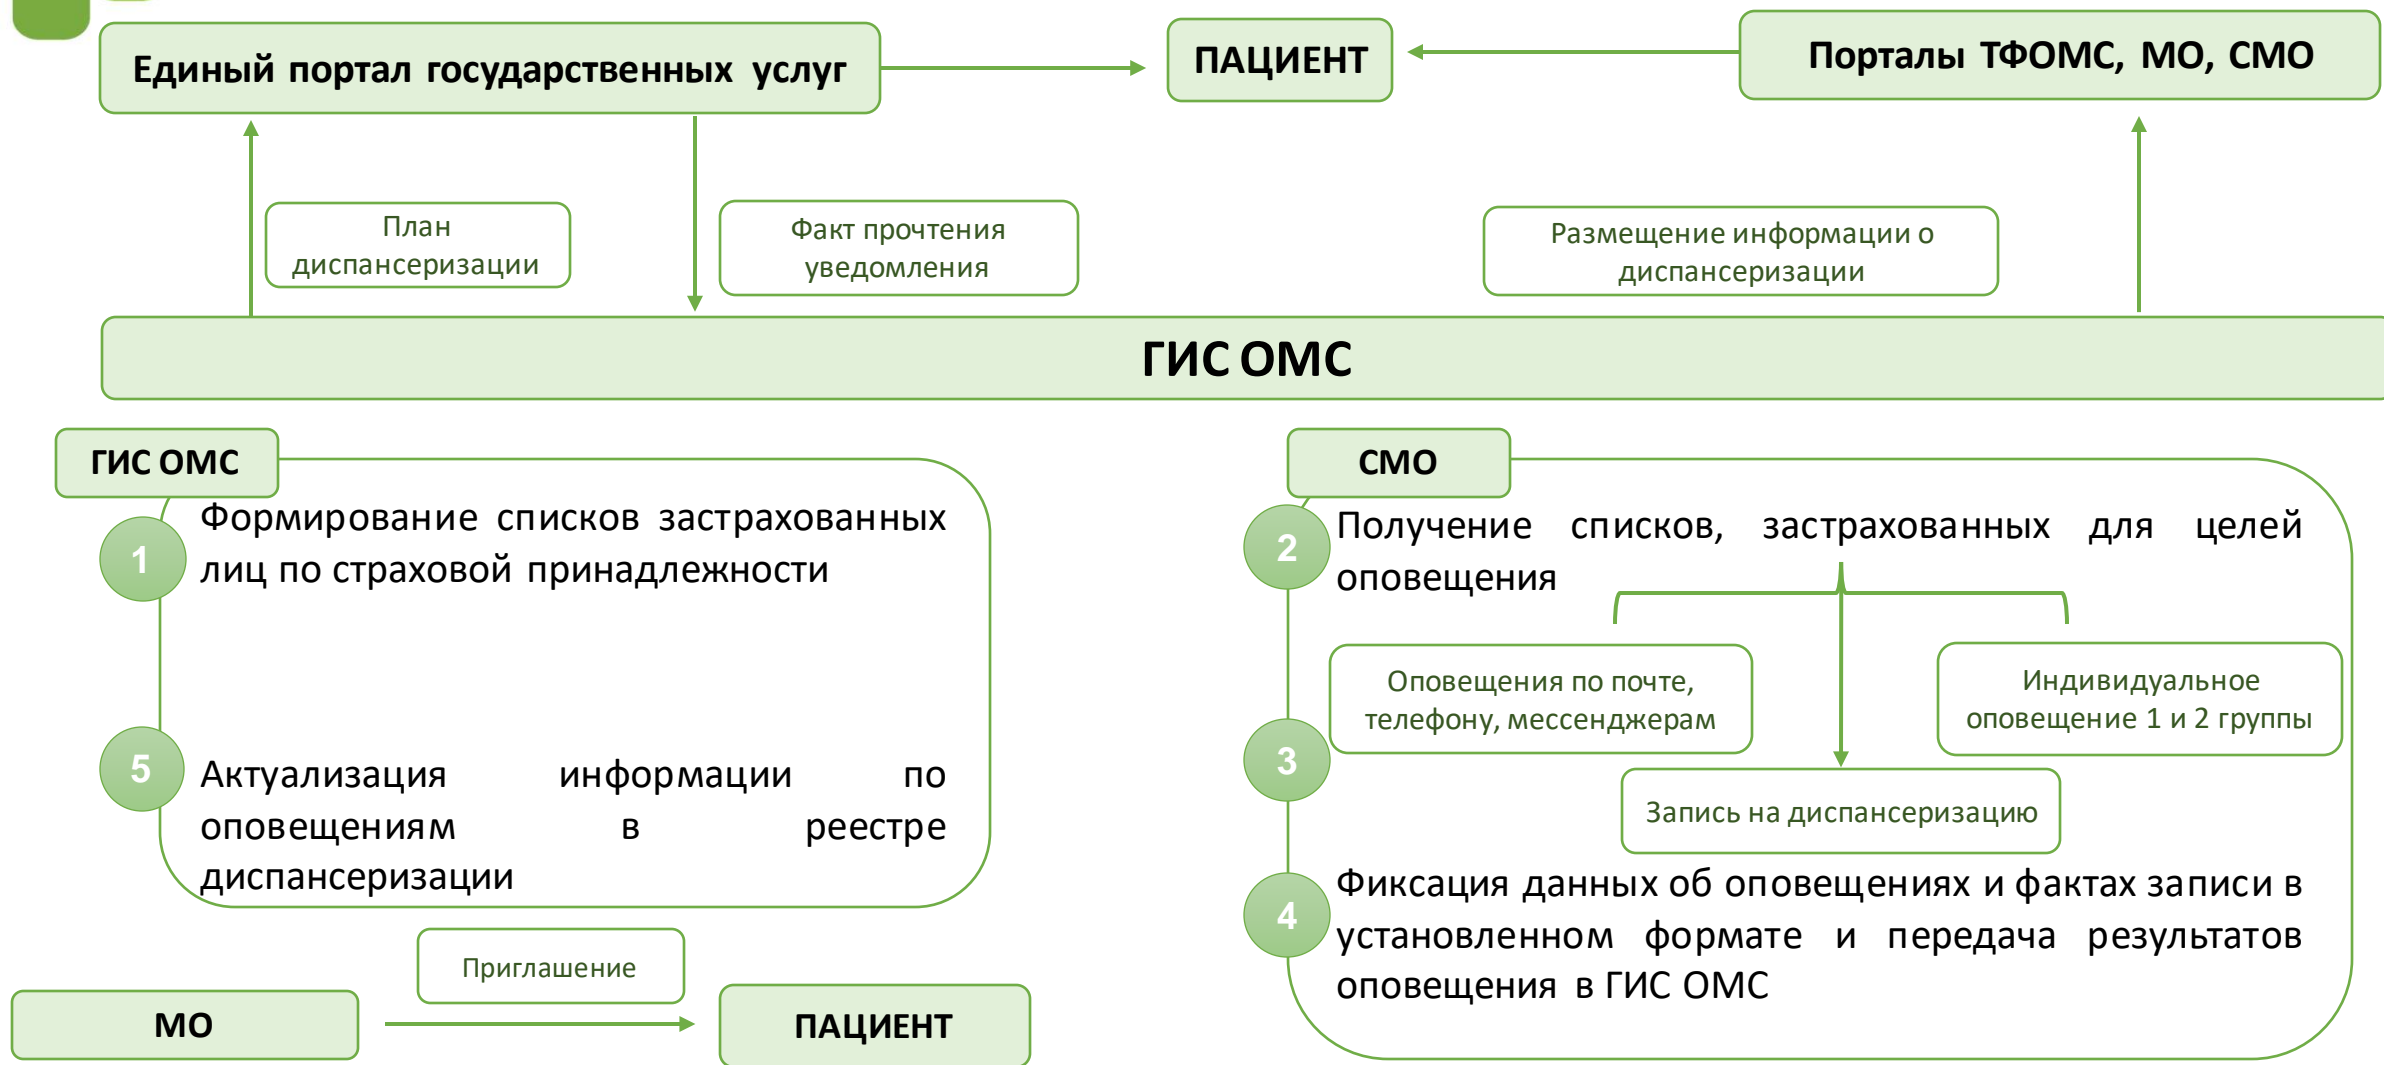 Единый портал государственных услуг
ПАЦИЕНТ
Порталы ТФОМС, МО, СМО
План
диспансеризации
Факт прочтения
уведомления
Размещение информации о
диспансеризации
ГИС ОМС
ГИС ОМС
1
Формирование списков застрахованных
лиц по страховой принадлежности
5
Актуализация информации по
оповещениям в реестре
диспансеризации
СМО
2
Получение списков, застрахованных для целей
оповещения
3
Оповещения по почте,
телефону, мессенджерам
Индивидуальное
оповещение 1 и 2 группы
Запись на диспансеризацию
4
Фиксация данных об оповещениях и фактах записи в
установленном формате и передача результатов
оповещения в ГИС ОМС
МО
Приглашение
ПАЦИЕНТ